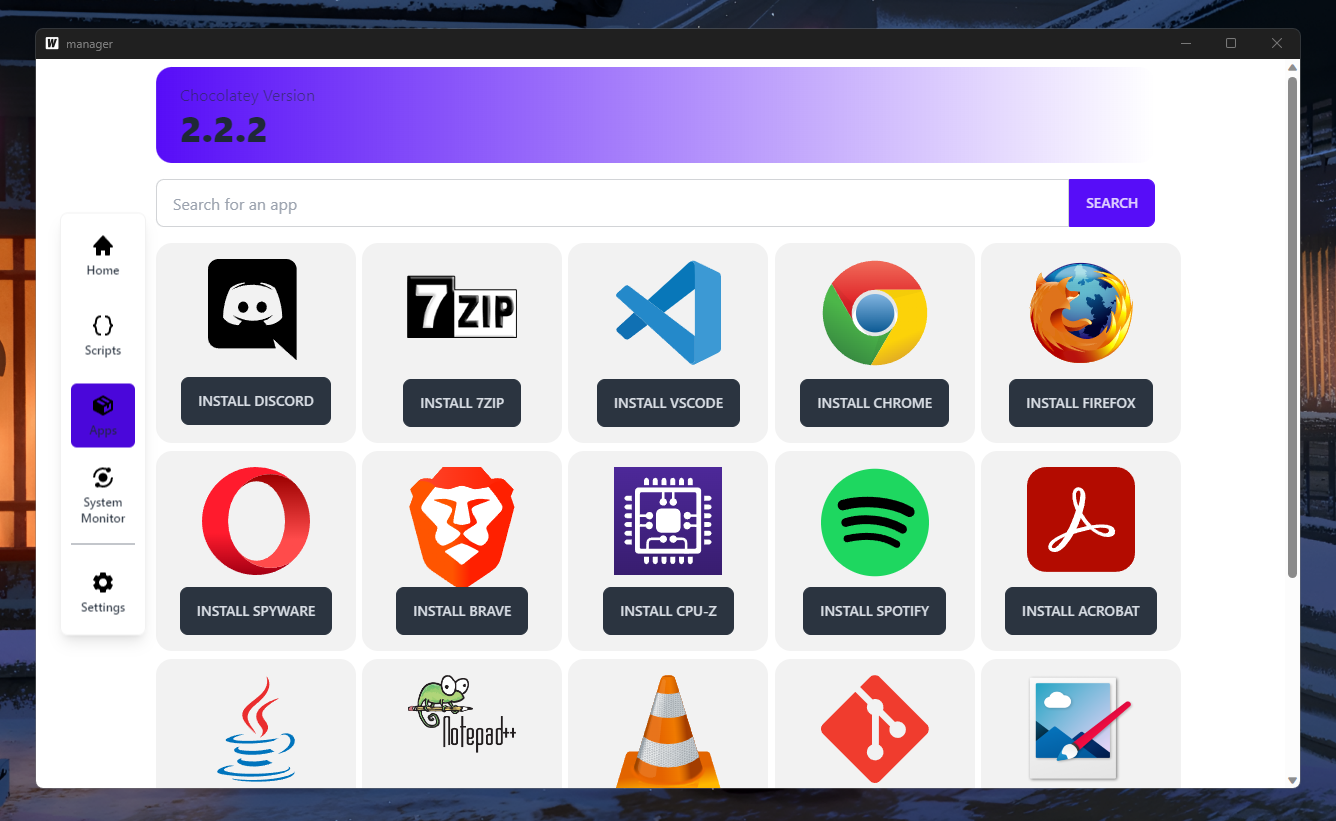 W manager
Chocolatey Version
2.2.2
Search for an app
SEARCH
Home
Scripts
Apps
System
Monitor
Settings
7ZIP
INSTALL DISCORD
INSTALL 7ZIP
INSTALL VSCODE
INSTALL CHROME
INSTALL FIREFOX
INSTALL SPYWARE
INSTALL BRAVE
INSTALL CPU-Z
INSTALL SPOTIFY
INSTALL ACROBAT
Notepad++